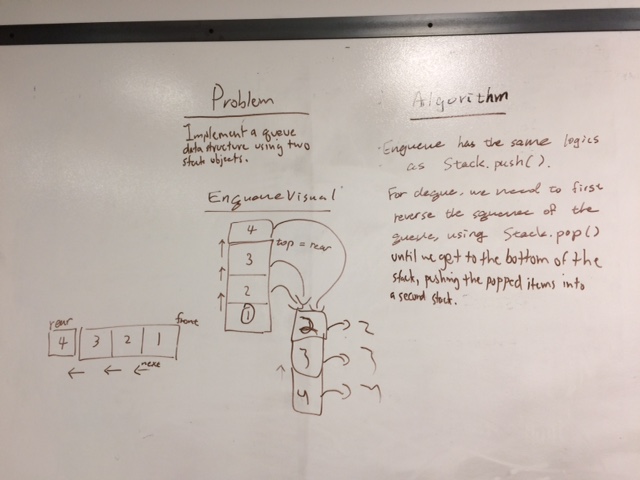 Problem
Implement a queue
data structure using two
stack objects.
Enqueue Visual
4
3
2
1
top = rear
2
3
4
2
3
4
rear
front
4 3 2 1
next
Algorithm
Enqueue has the same logics
as Stack.push().
For deque, we need to first
reverse the squence of the
queue, using Stack.pop()
until we get to the bottom of the
stack, pushing the popped items into
a second stack.